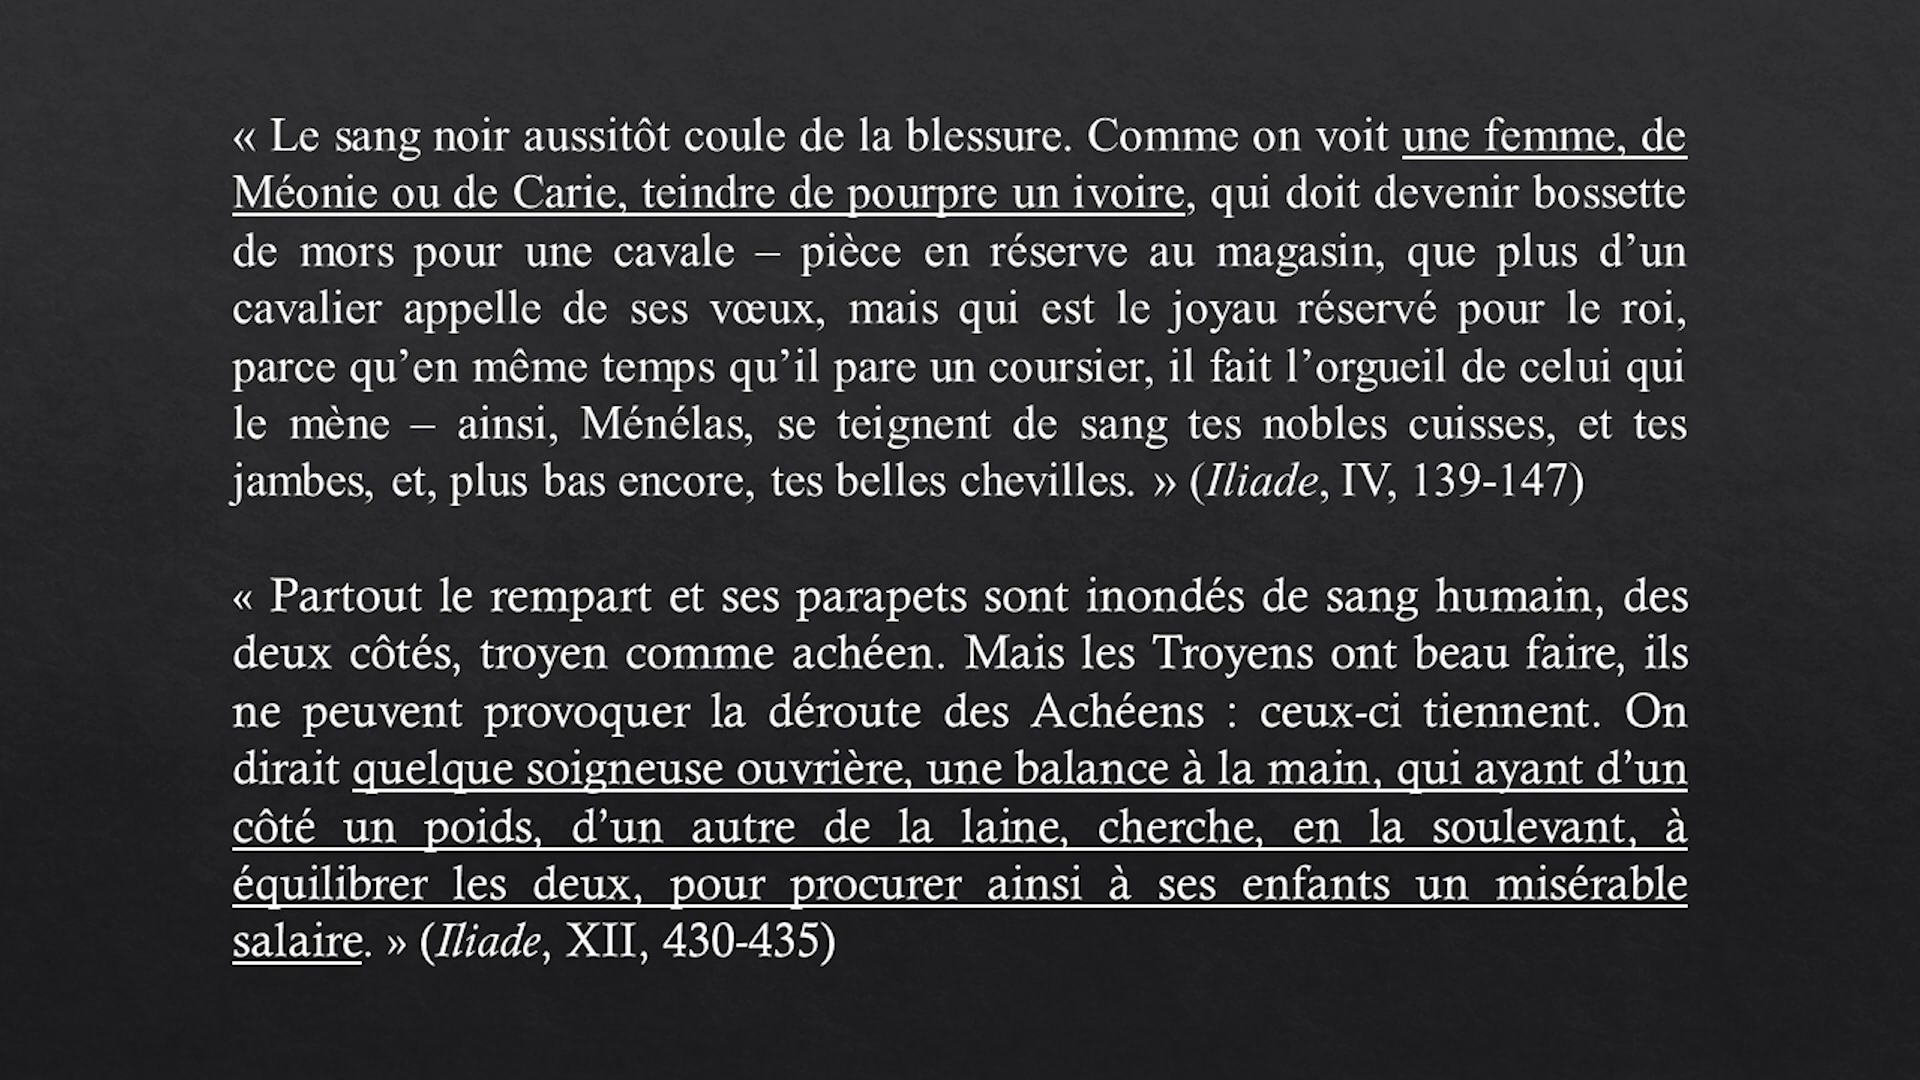 « Le sang noir aussitôt coule de la blessure. Comme on voit une femme, de
Méonie ou de Carie, teindre de pourpre un ivoire, qui doit devenir bossette
de mors pour une cavale – pièce en réserve au magasin, que plus d’un
cavalier appelle de ses vœux, mais qui est le joyau réservé pour le roi,
parce qu’en même temps qu’il pare un coursier, il fait l’orgueil de celui qui
le mène – ainsi, Ménélas, se teignent de sang tes nobles cuisses, et tes
jambes, et, plus bas encore, tes belles chevilles. » (Iliade, IV, 139-147)
« Partout le rempart et ses parapets sont inondés de sang humain, des
deux côtés, troyen comme achéen. Mais les Troyens ont beau faire, ils
ne peuvent provoquer la déroute des Achéens : ceux-ci tiennent. On
dirait quelque soigneuse ouvrière, une balance à la main, qui ayant d’un
côté un poids, d’un autre de la laine, cherche, en la soulevant, à
équilibrer les deux, pour procurer ainsi à ses enfants un misérable
salaire. » (Iliade, XII, 430-435)